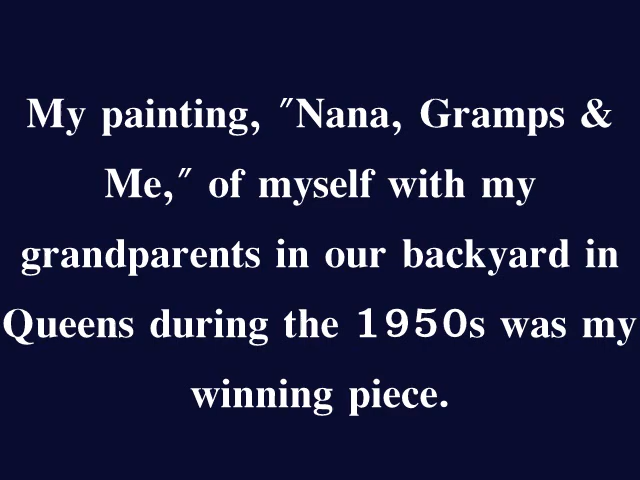 My painting, "Nana, Gramps &
Me," of myself with my
grandparents in our backyard in
Queens during the 1950s was my
winning piece.